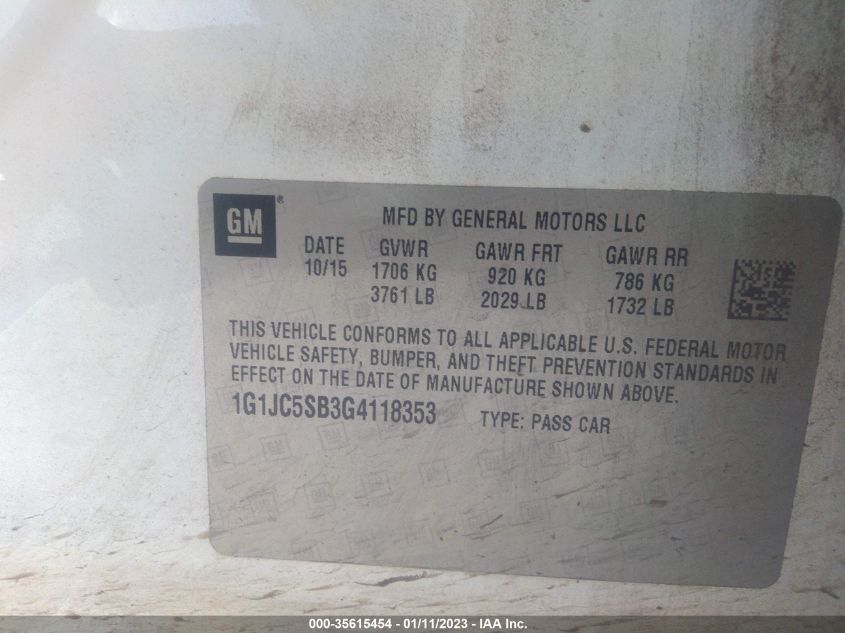 GM ®
MFD BY GENERAL MOTORS LLC
DATE GVWR GAWR FRT GAWR RR
10/15 1706 KG 920 KG 786 KG
3761 LB 2029 LB 1732 LB
THIS VEHICLE CONFORMS TO ALL APPLICABLE U.S. FEDERAL MOTOR
VEHICLE SAFETY, BUMPER, AND THEFT PREVENTION STANDARDS IN
EFFECT ON THE DATE OF MANUFACTURE SHOWN ABOVE.
1G1JC5SB3G4118353 TYPE: PASS CAR
000-35615454 - 01/11/2023 - IAA Inc.